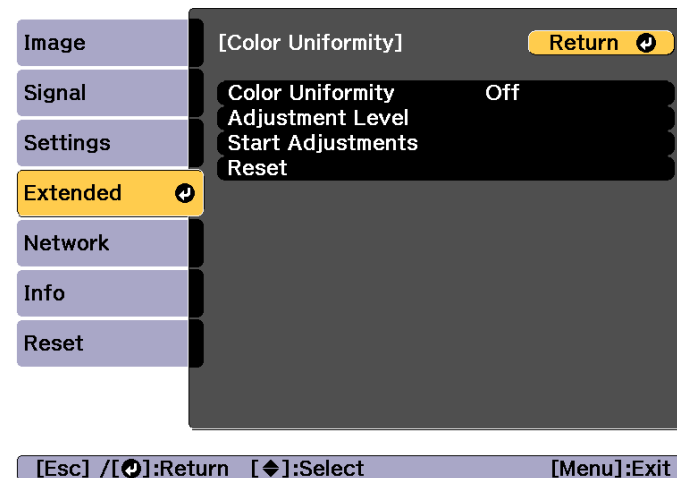 Image
Signal
Settings
Extended
Network
Info
Reset
[Color Uniformity]
Return
Color Uniformity Off
Adjustment Level
Start Adjustments
Reset
[Esc] /[ ]:Return [ ]:Select [Menu]:Exit